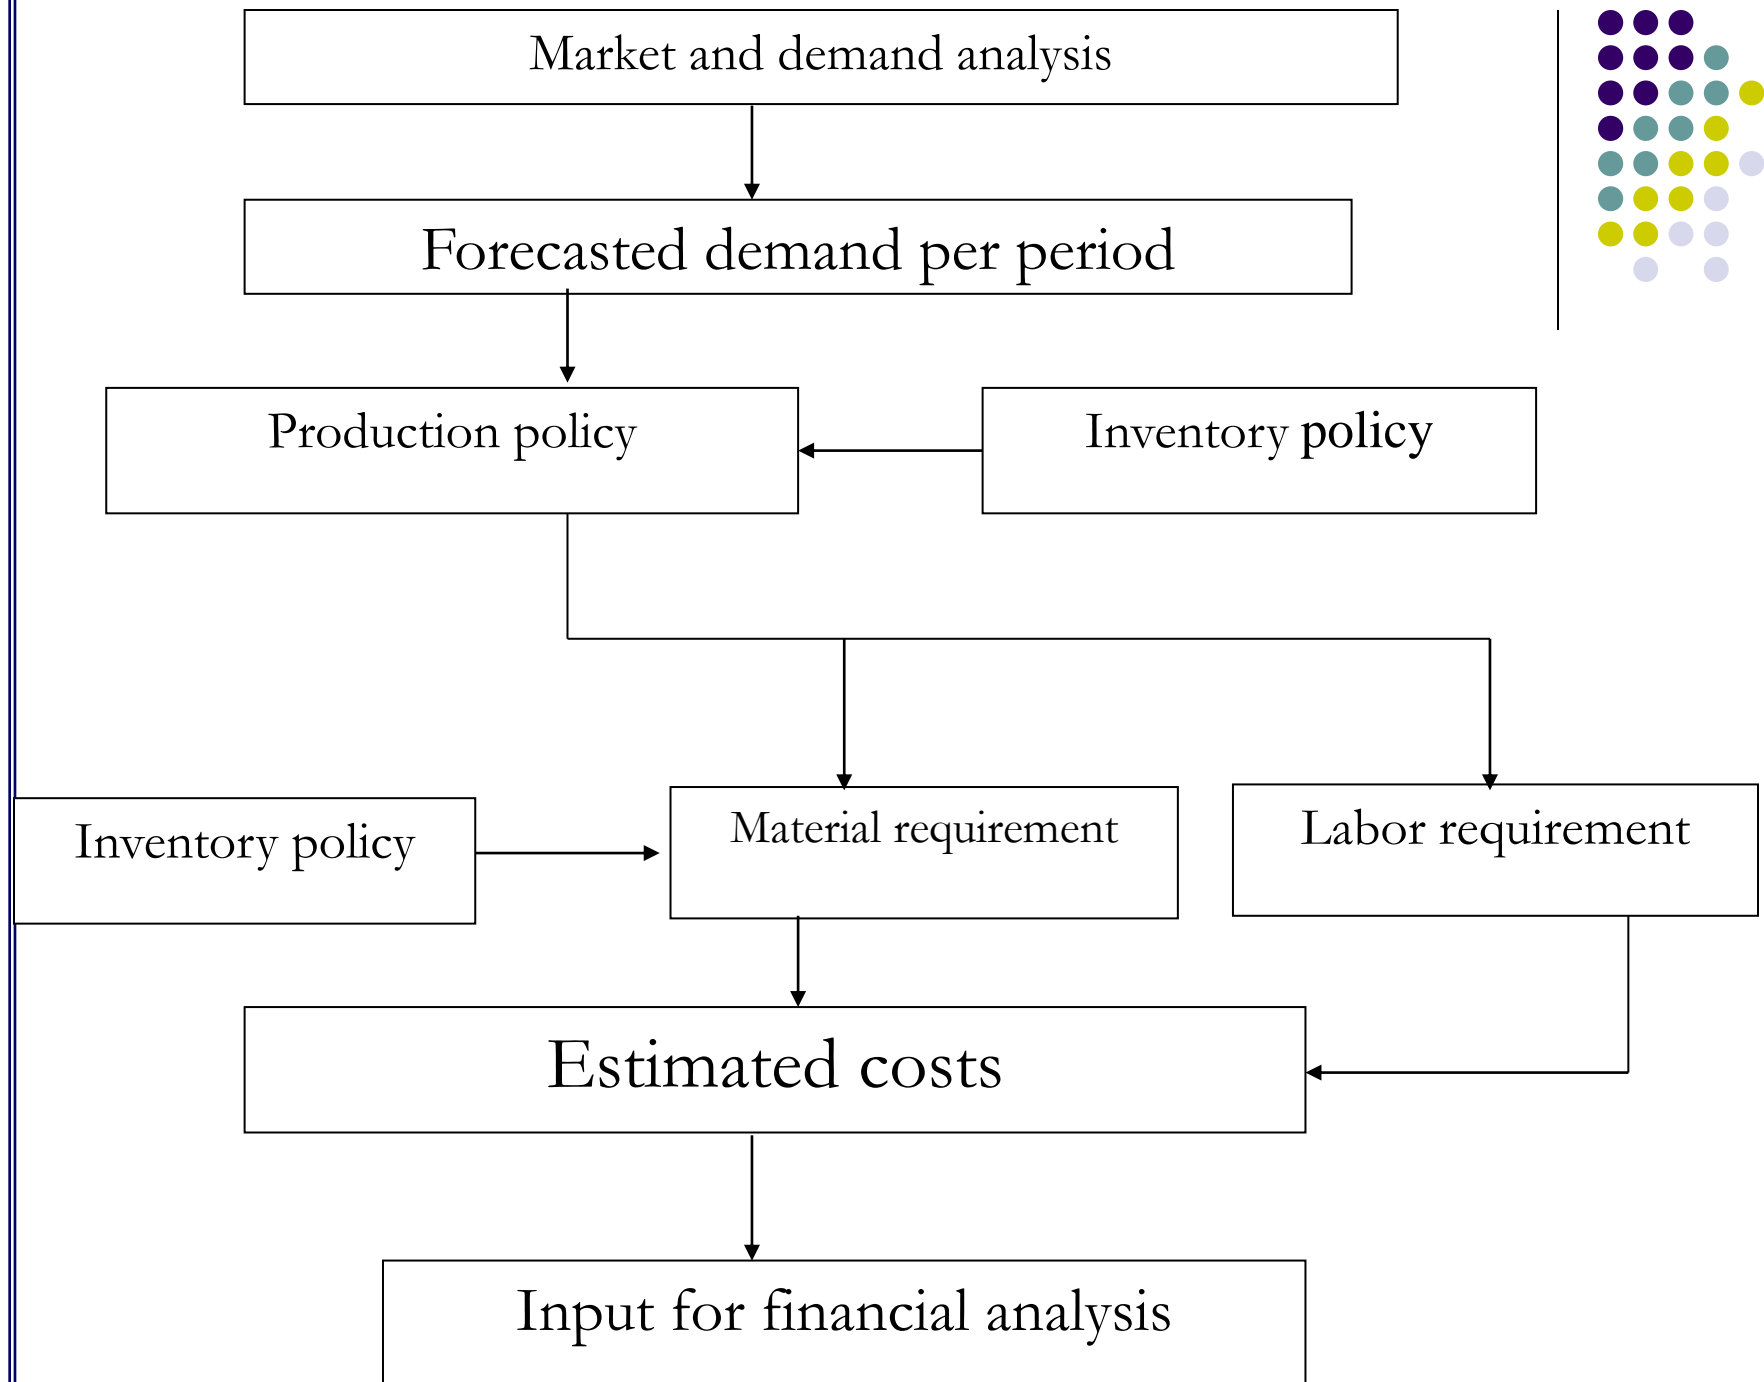 Market and demand analysis
Forecasted demand per period
Production policy
Inventory policy
Inventory policy
Material requirement
Labor requirement
Estimated costs
Input for financial analysis